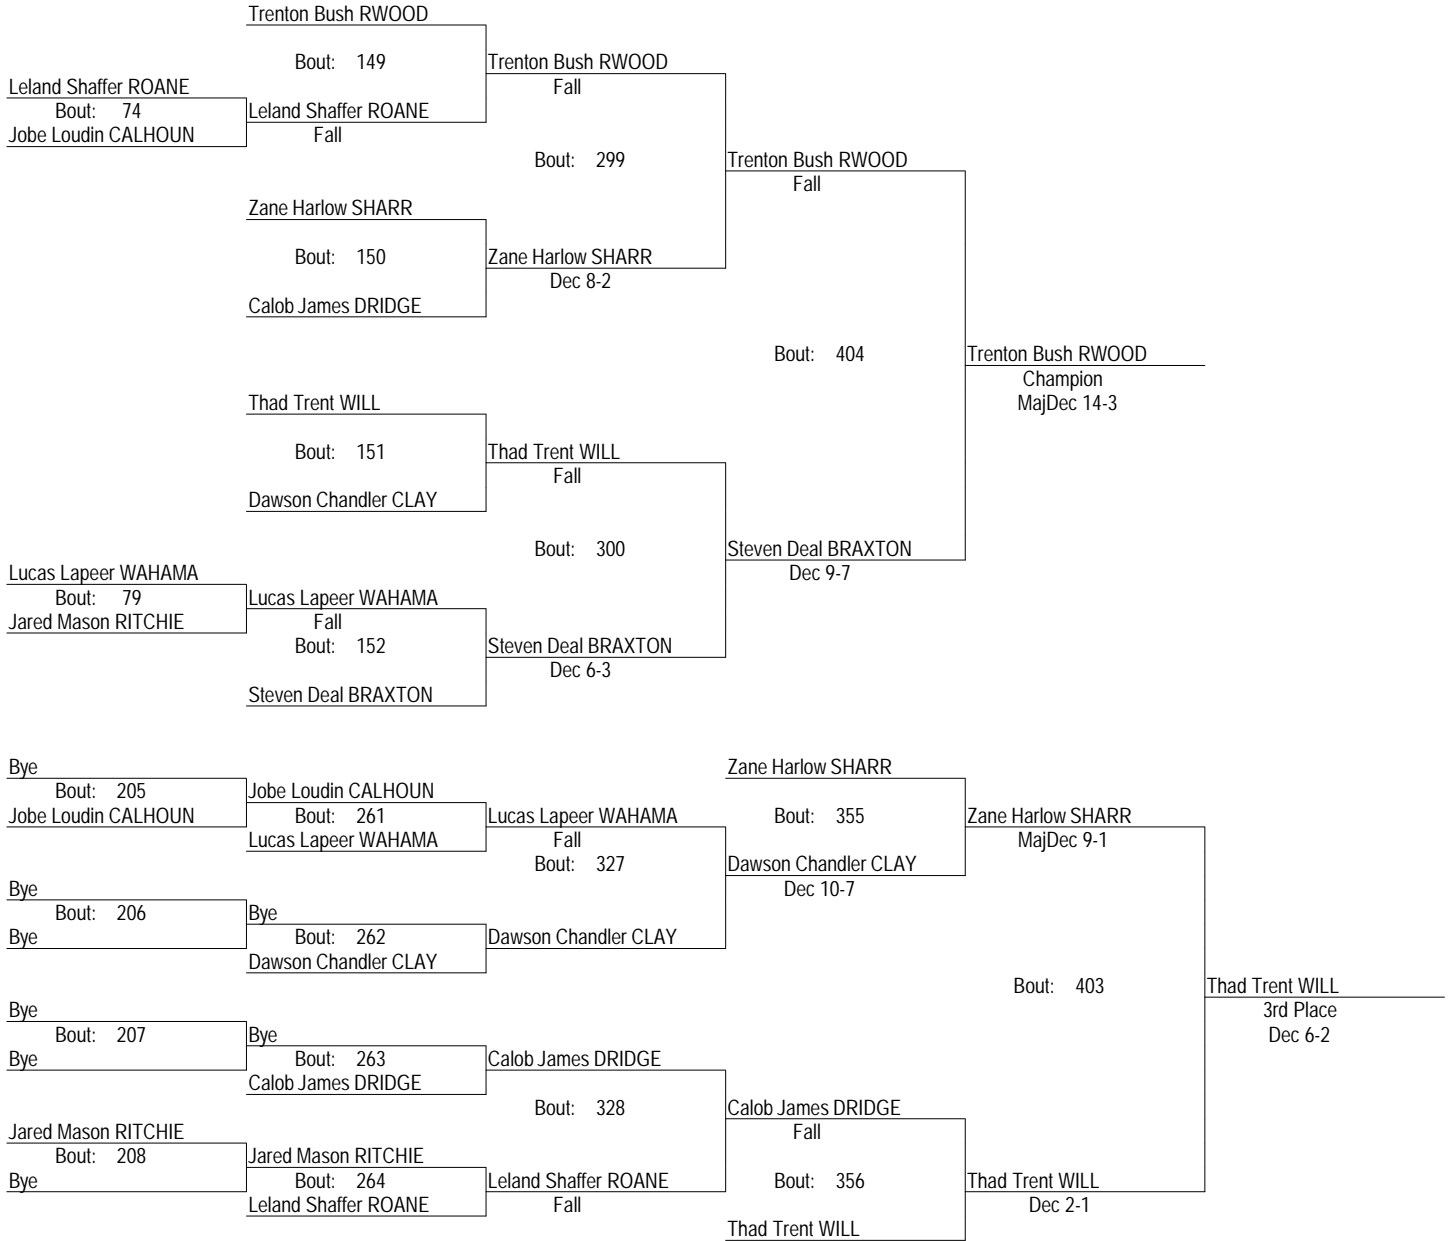 Trenton Bush RWOOD
Bout: 149
Trenton Bush RWOOD
Fall
Leland Shaffer ROANE
Bout: 74
Jobe Loudin CALHOUN
Leland Shaffer ROANE
Fall
Bout: 299
Trenton Bush RWOOD
Fall
Zane Harlow SHARR
Bout: 150
Zane Harlow SHARR
Dec 8-2
Calob James DRIDGE
Bout: 404
Trenton Bush RWOOD
Champion
MajDec 14-3
Thad Trent WILL
Bout: 151
Thad Trent WILL
Fall
Dawson Chandler CLAY
Bout: 300
Steven Deal BRAXTON
Dec 9-7
Lucas Lapeer WAHAMA
Bout: 79
Jared Mason RITCHIE
Lucas Lapeer WAHAMA
Fall
Bout: 152
Steven Deal BRAXTON
Dec 6-3
Steven Deal BRAXTON
Bye
Bout: 205
Jobe Loudin CALHOUN
Jobe Loudin CALHOUN
Bout: 261
Lucas Lapeer WAHAMA
Lucas Lapeer WAHAMA
Fall
Bout: 327
Zane Harlow SHARR
Bout: 355
Dawson Chandler CLAY
Dec 10-7
Zane Harlow SHARR
MajDec 9-1
Bye
Bout: 206
Bye
Bye
Bout: 262
Dawson Chandler CLAY
Dawson Chandler CLAY
Bout: 403
Thad Trent WILL
3rd Place
Dec 6-2
Bye
Bout: 207
Bye
Bye
Bout: 263
Calob James DRIDGE
Calob James DRIDGE
Bout: 328
Calob James DRIDGE
Fall
Jared Mason RITCHIE
Bout: 208
Bye
Jared Mason RITCHIE
Bout: 264
Leland Shaffer ROANE
Leland Shaffer ROANE
Fall
Bout: 356
Thad Trent WILL
Thad Trent WILL
Dec 2-1